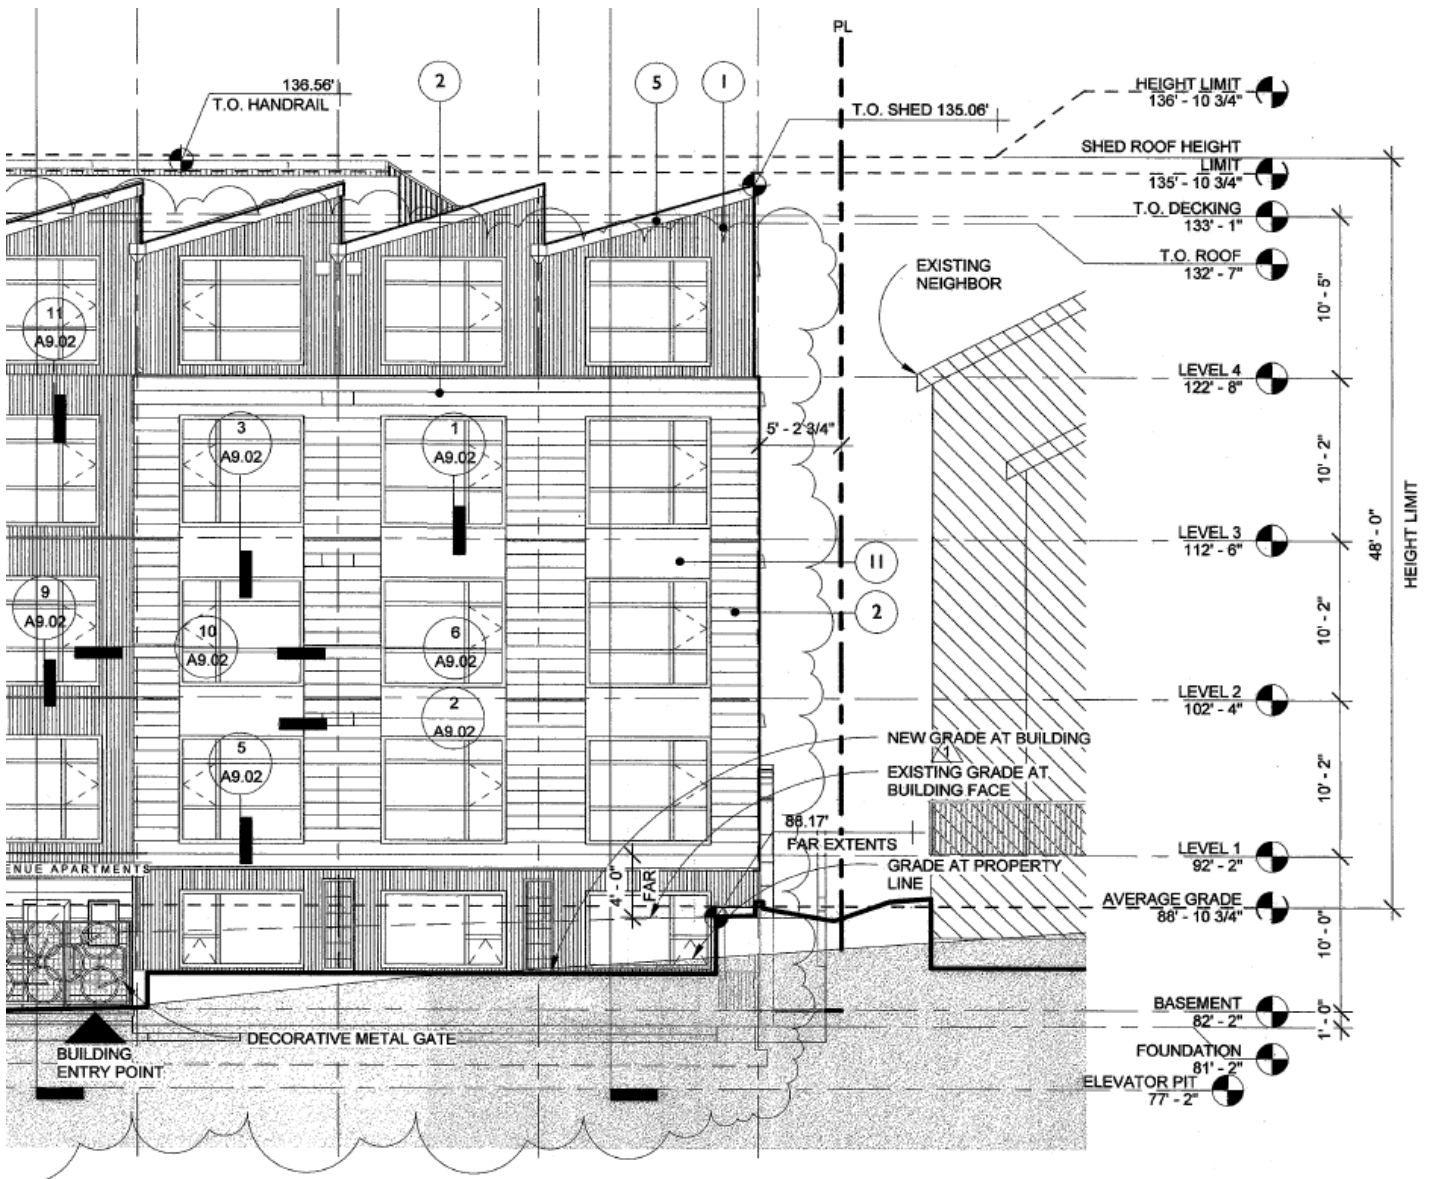 PL
136.56'
T.O. HANDRAIL
2
5
1
T.O. SHED 135.06'
HEIGHT LIMIT
136' - 10 3/4"
SHED ROOF HEIGHT
LIMIT
135' - 10 3/4"
T.O. DECKING
133' - 1"
T.O. ROOF
132' - 7"
EXISTING
NEIGHBOR
11
A9.02
10' - 5"
LEVEL 4
122' - 8"
3
A9.02
1
A9.02
5' - 2 3/4"
10' - 2"
48' - 0"
HEIGHT LIMIT
LEVEL 3
112' - 6"
11
9
A9.02
10
A9.02
6
A9.02
2
10' - 2"
LEVEL 2
102' - 4"
2
A9.02
5
A9.02
NEW GRADE AT BUILDING
1
EXISTING GRADE AT
BUILDING FACE
10' - 2"
86.17'
FAR EXTENTS
LEVEL 1
92' - 2"
ENUE APARTMENTS
4' - 0"
FAR
GRADE AT PROPERTY
LINE
AVERAGE GRADE
88' - 10 3/4"
10' - 0"
BASEMENT
82' - 2"
1' - 0"
DECORATIVE METAL GATE
BUILDING
ENTRY POINT
FOUNDATION
81' - 2"
ELEVATOR PIT
77' - 2"